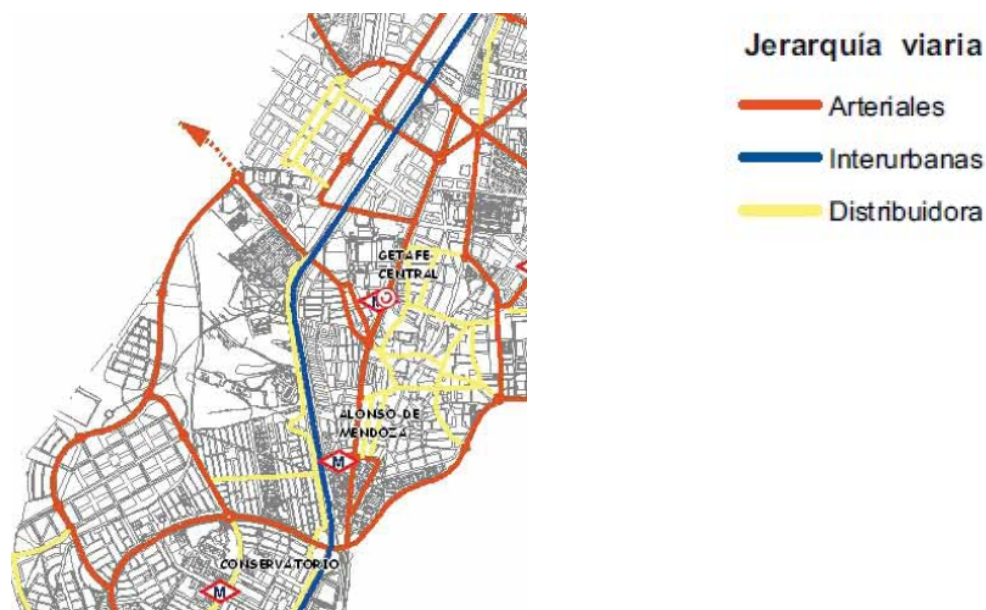 GETAFE
CENTRAL
M
ALONSO DE
MENDOZA
M
CONSERVATORIO
M
Jerarquía viaria
Arteriales
Interurbanas
Distribuidora